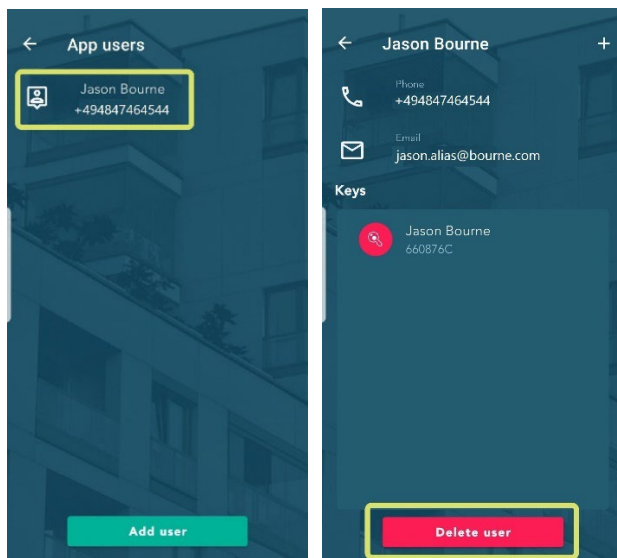 App users
Jason Bourne
+494847464544
Add user
Jason Bourne
Phone
+494847464544
Email
jason.alias@bourne.com
Keys
Jason Bourne
660876C
Delete user